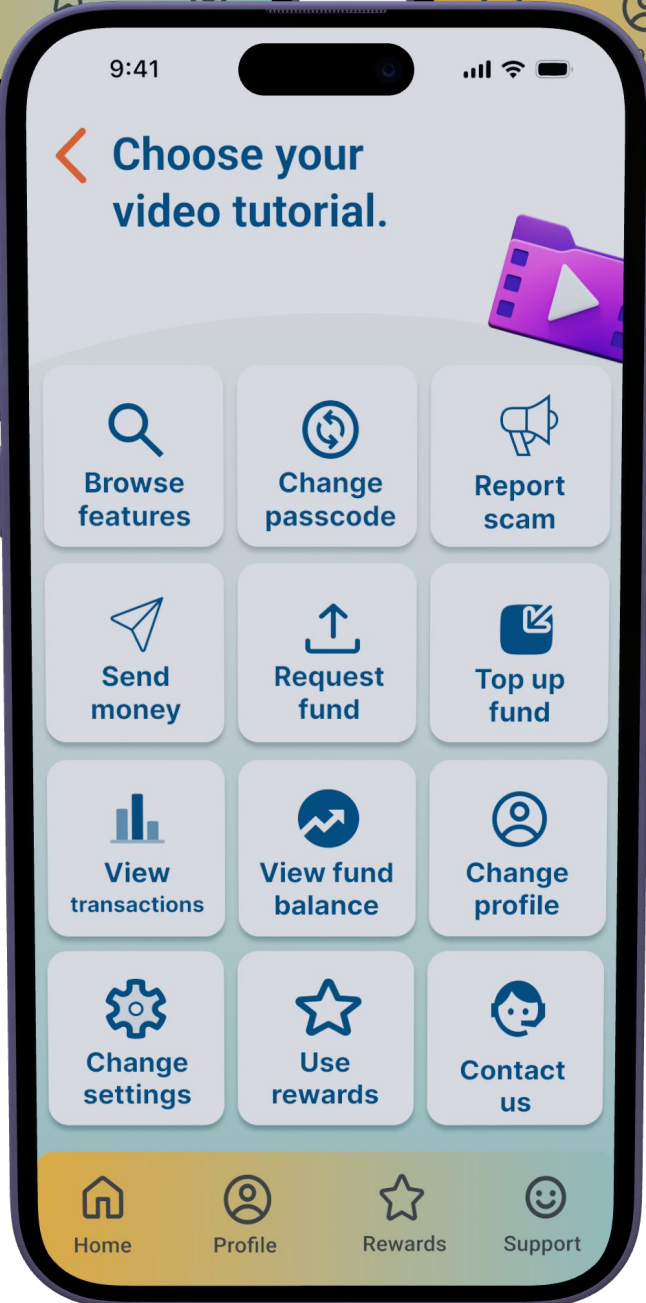 9:41
Choose your
video tutorial.
Browse
features
Change
passcode
Report
scam
Send
money
Request
fund
Top up
fund
View
transactions
View fund
balance
Change
profile
Change
settings
Use
rewards
Contact
us
Home
Profile
Rewards
Support